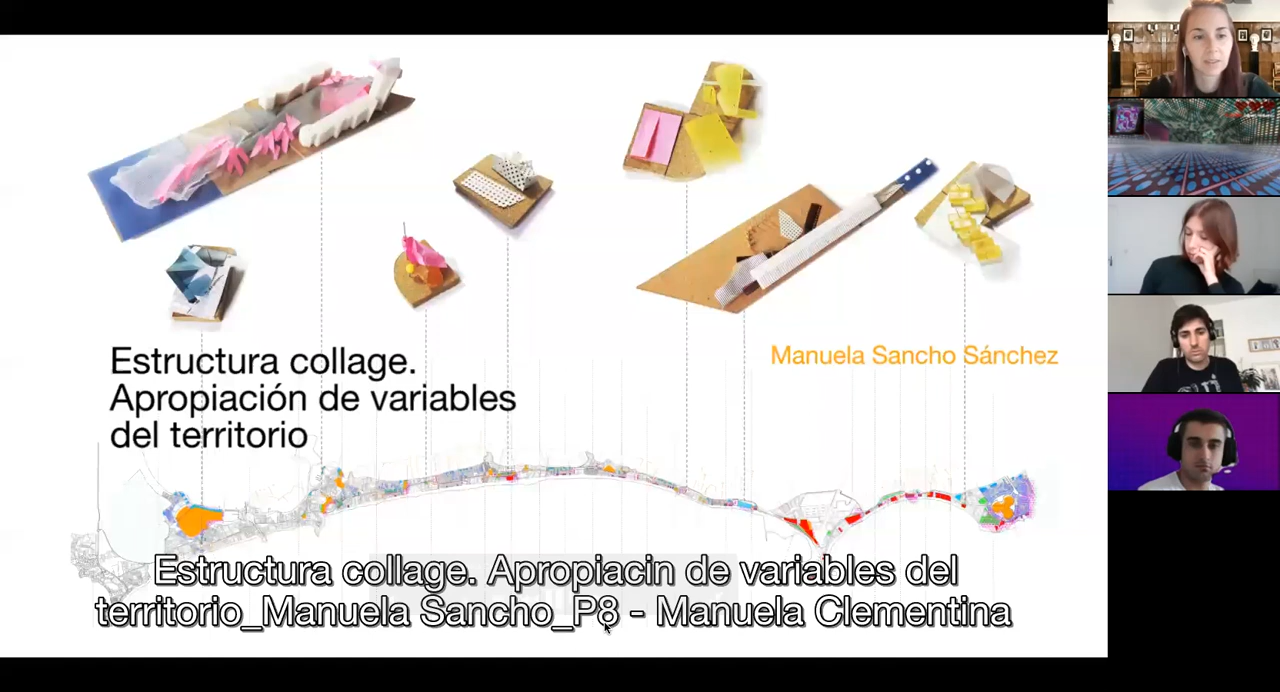 Estructura collage.
Apropiación de variables
del territorio
Manuela Sancho Sánchez
Estructura collage. Apropiacin de variables del
territorio_Manuela Sancho_P8 - Manuela Clementina